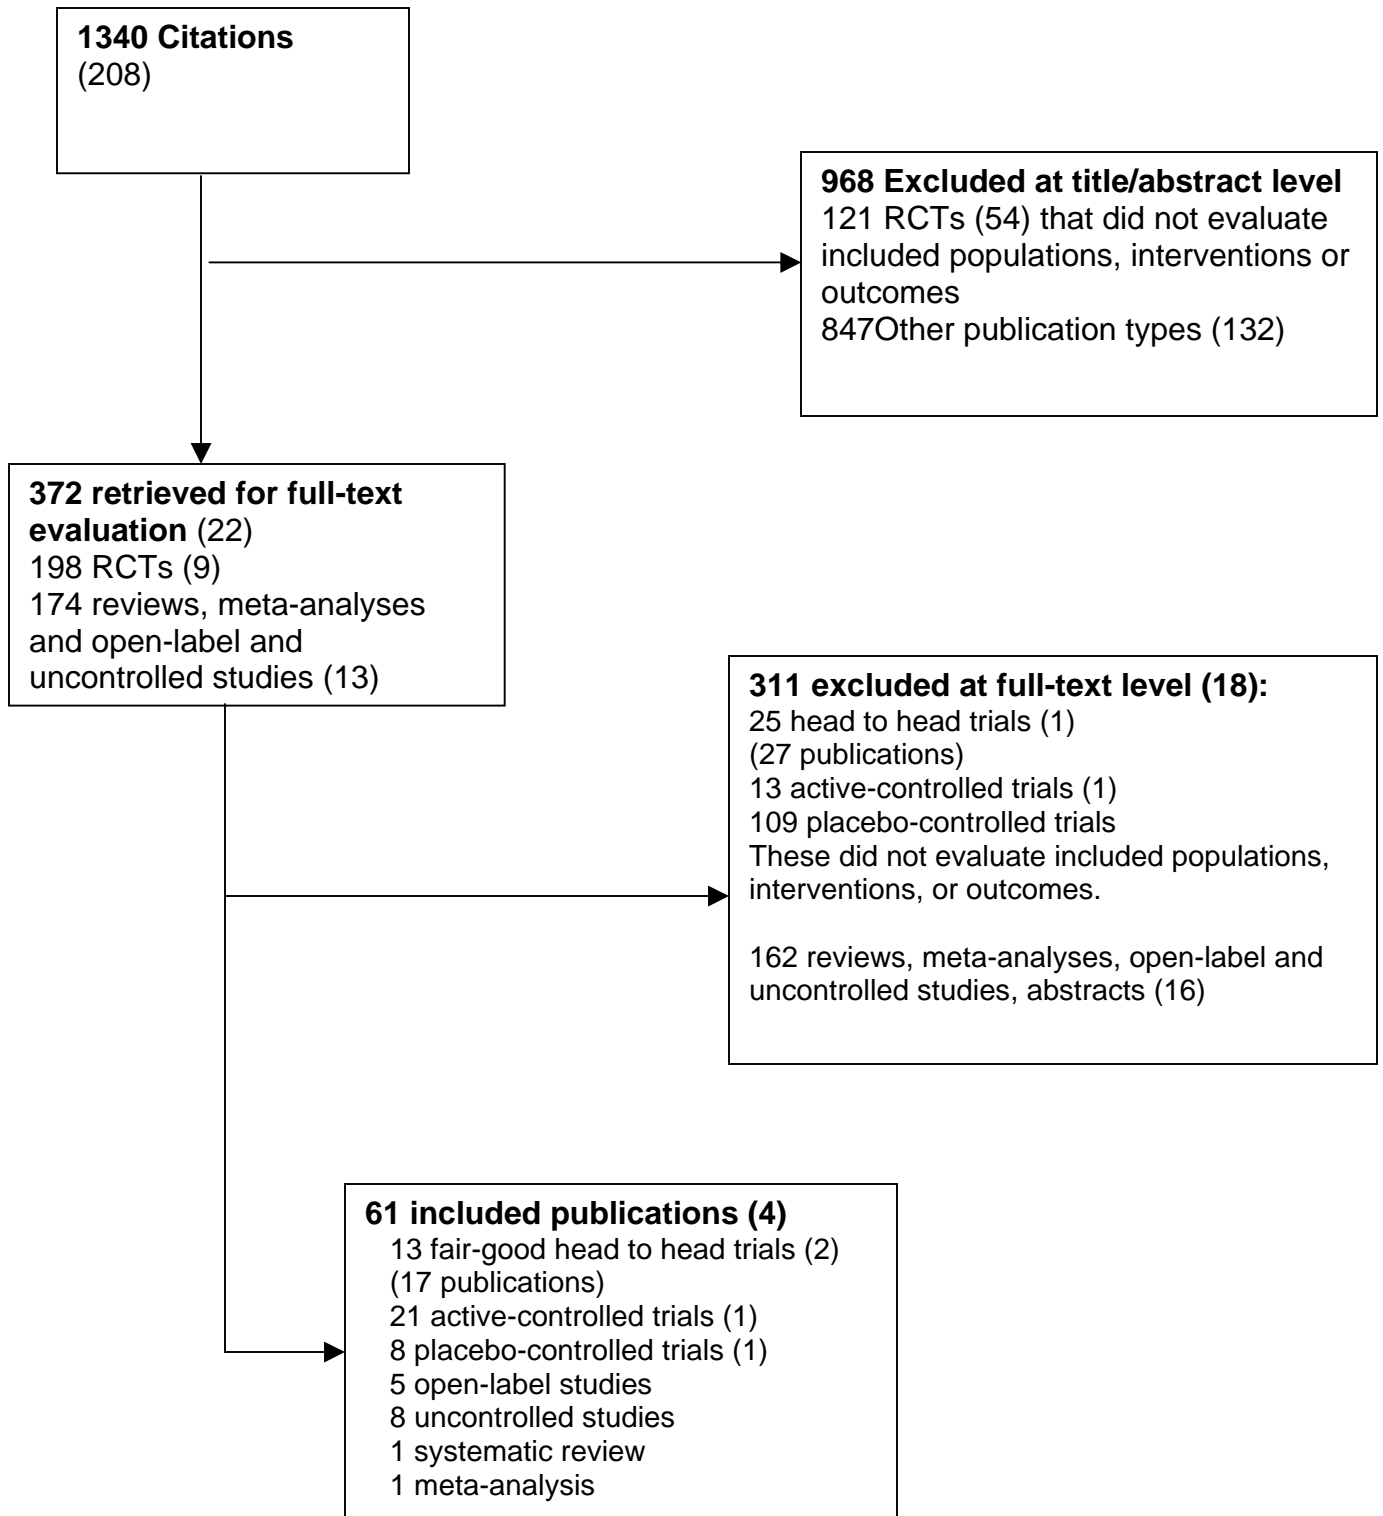 1340 Citations
(208)
968 Excluded at title/abstract level
121 RCTs (54) that did not evaluate
included populations, interventions or
outcomes
847Other publication types (132)
372 retrieved for full-text
evaluation (22)
198 RCTs (9)
174 reviews, meta-analyses
and open-label and
uncontrolled studies (13)
311 excluded at full-text level (18):
25 head to head trials (1)
(27 publications)
13 active-controlled trials (1)
109 placebo-controlled trials
These did not evaluate included populations,
interventions, or outcomes.
162 reviews, meta-analyses, open-label and
uncontrolled studies, abstracts (16)
61 included publications (4)
13 fair-good head to head trials (2)
(17 publications)
21 active-controlled trials (1)
8 placebo-controlled trials (1)
5 open-label studies
8 uncontrolled studies
1 systematic review
1 meta-analysis